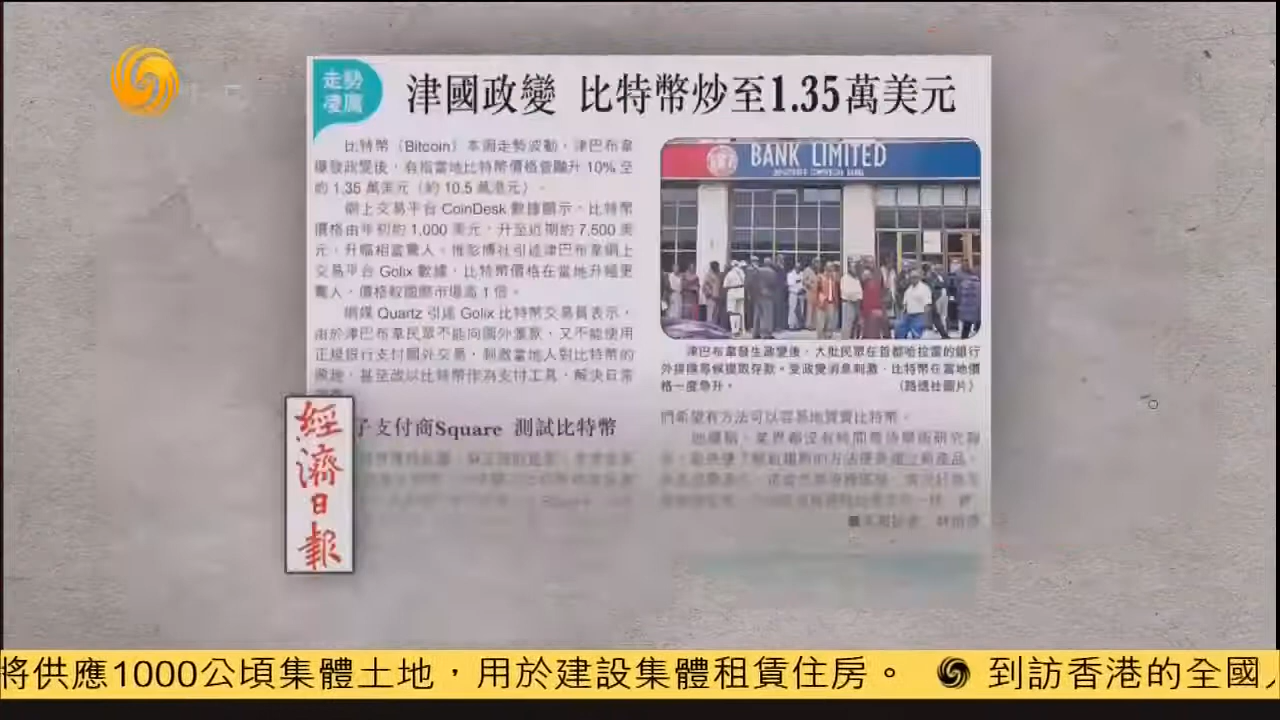 走勢
凌厲
津國政變 比特幣炒至1.35萬美元
比特幣（Bitcoin）本周走勢波動，津巴布韋
爆發政變後，有指當地比特幣價格曾飈升 10% 至
約 1.35 萬美元（約 10.5 萬港元）。
網上交易平台 CoinDesk 數據顯示，比特幣
價格由年初約 1,000 美元，升至近期約 7,500 美
元，升幅相當驚人。惟彭博社引述津巴布韋網上
交易平台 Golix 數據，比特幣價格在當地升幅更
驚人，價格較國際市場高 1 倍。
網媒 Quartz 引述 Golix 比特幣交易員表示，
由於津巴布韋民眾不能向國外匯款，又不能使用
正規銀行支付國外交易，刺激當地人對比特幣的
甚至改以比特幣作為支付工具，解決日常
BANK LIMITED
津巴布韋發生政變後，大批民眾在首都哈拉雷的銀行
外排隊等候提取存款。受政變消息刺激，比特幣在當地價
格一度急升。 （路透社圖片）
子支付商Square 測試比特幣
們希望有方法可以容易地買賣比特幣。
經濟日報
將供應1000公頃集體土地，用於建設集體租賃住房。 到訪香港的全國